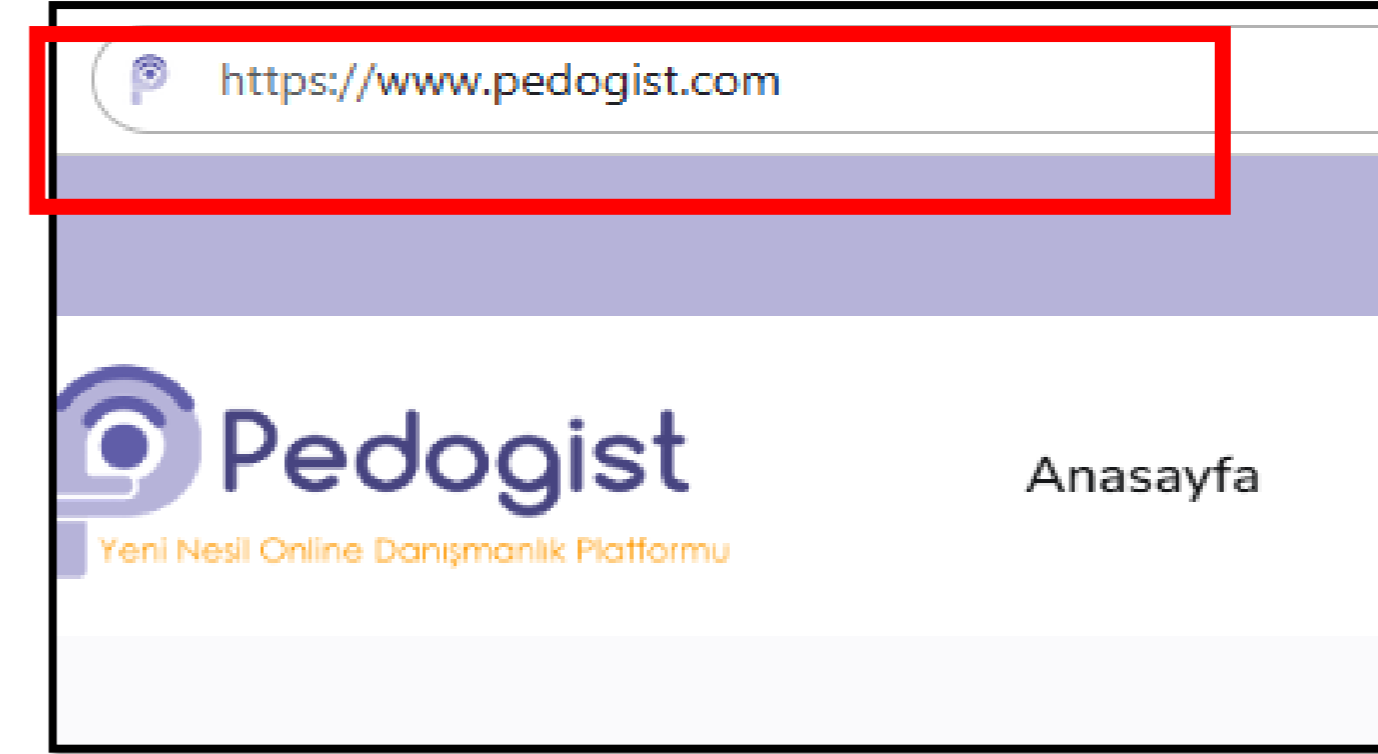 https://www.pedogist.com
Pedogist
Anasayfa
Yeni Nesil Online Danışmanlık Platformu